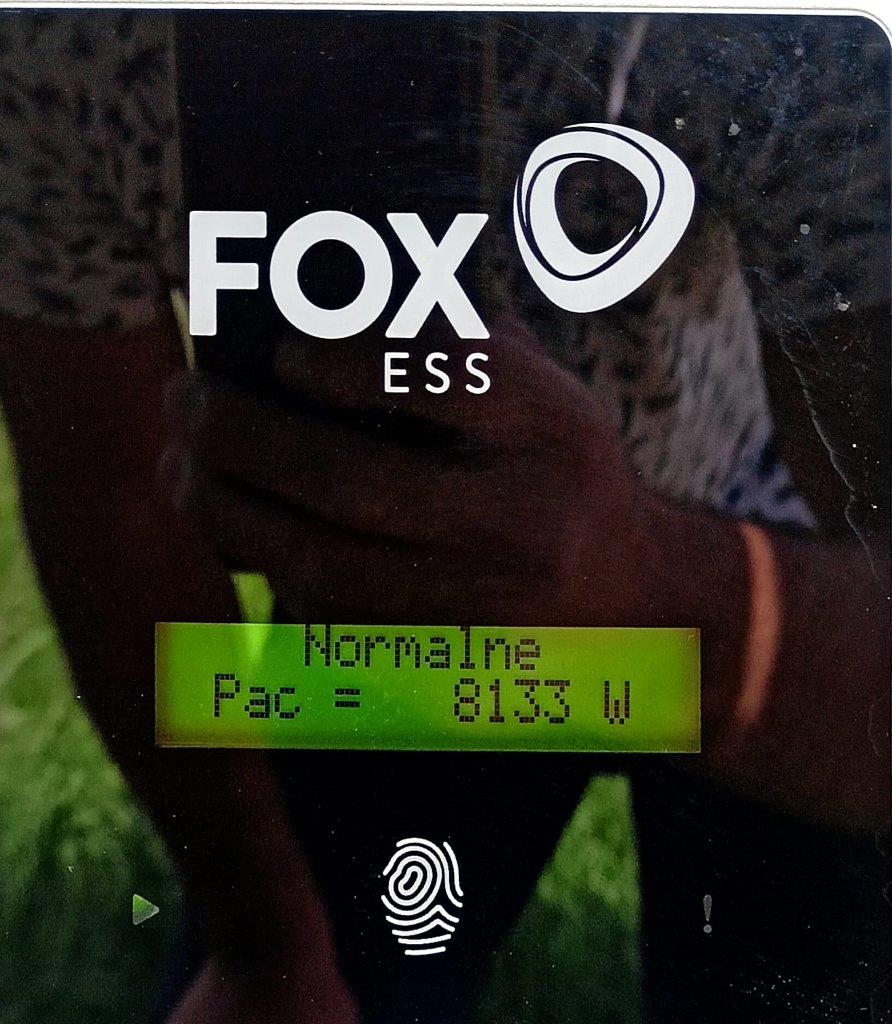 FOX
ESS
Normalne
Pac = 8133 W
!